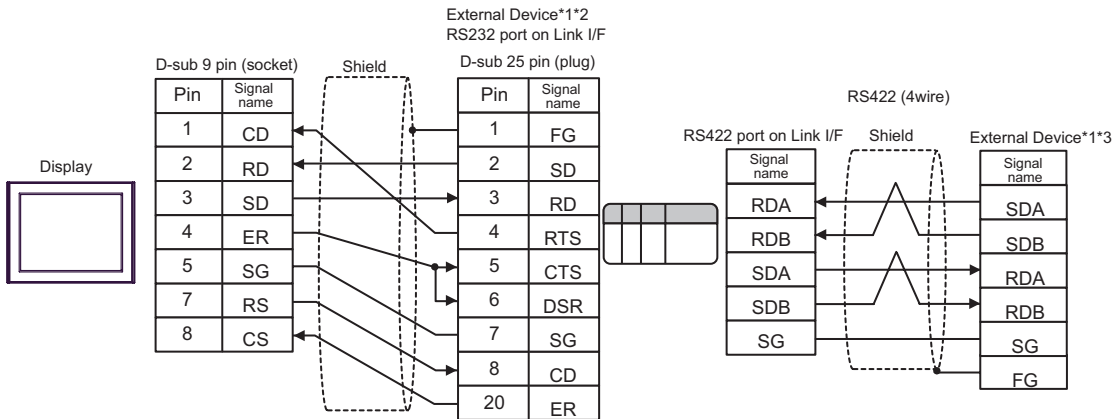 External Device*1*2
RS232 port on Link I/F
D-sub 9 pin (socket)
Shield
D-sub 25 pin (plug)
Pin Signal name
1 CD
2 RD
3 SD
4 ER
5 SG
7 RS
8 CS
Pin Signal name
1 FG
2 SD
3 RD
4 RTS
5 CTS
6 DSR
7 SG
8 CD
20 ER
Display
RS422 (4wire)
RS422 port on Link I/F
Shield
External Device*1*3
Signal name
RDA
RDB
SDA
SDB
SG
Signal name
SDA
SDB
RDA
RDB
SG
FG